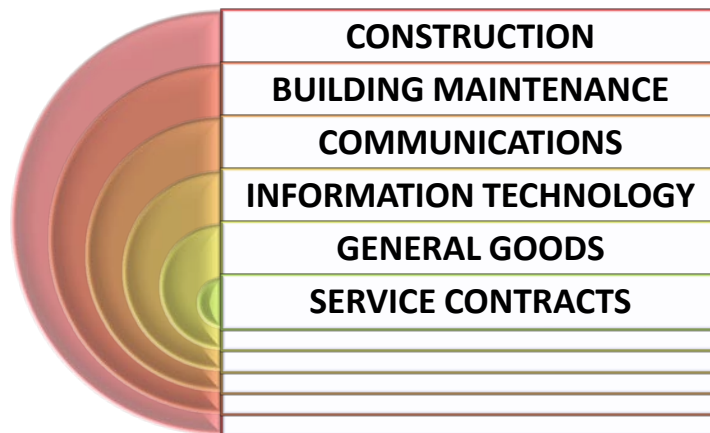 CONSTRUCTION
BUILDING MAINTENANCE
COMMUNICATIONS
INFORMATION TECHNOLOGY
GENERAL GOODS
SERVICE CONTRACTS